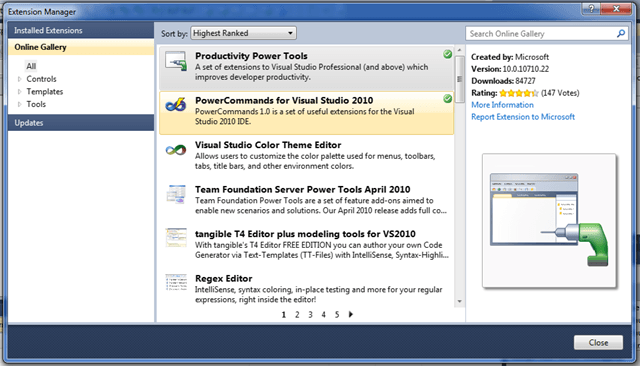 Extension Manager
Installed Extensions
Online Gallery
All
Controls
Templates
Tools
Updates
Sort by: Highest Ranked
Productivity Power Tools
A set of extensions to Visual Studio Professional (and above) which
improves developer productivity.
PowerCommands for Visual Studio 2010
PowerCommands 1.0 is a set of useful extensions for the Visual
Studio 2010 IDE.
Visual Studio Color Theme Editor
Allows users to customize the color palette used for menus, toolbars,
tabs, title bars, and other environment colors.
Team Foundation Server Power Tools April 2010
Team Foundation Power Tools are a set of feature add-ons aimed to
enable new scenarios and solutions. Our April 2010 release adds full co...
tangible T4 Editor plus modeling tools for VS2010
With tangible's T4 Editor FREE EDITION you can author your own Code
Generator via Text-Templates (TT-Files) with IntelliSense, Syntax-Highli...
Regex Editor
IntelliSense, syntax coloring, in-place testing and more for your regular
expressions, right inside the editor!
1 2 3 4 5
Search Online Gallery
Created by: Microsoft
Version: 10.0.10710.22
Downloads: 84727
Rating: (147 Votes)
More Information
Report Extension to Microsoft
Close